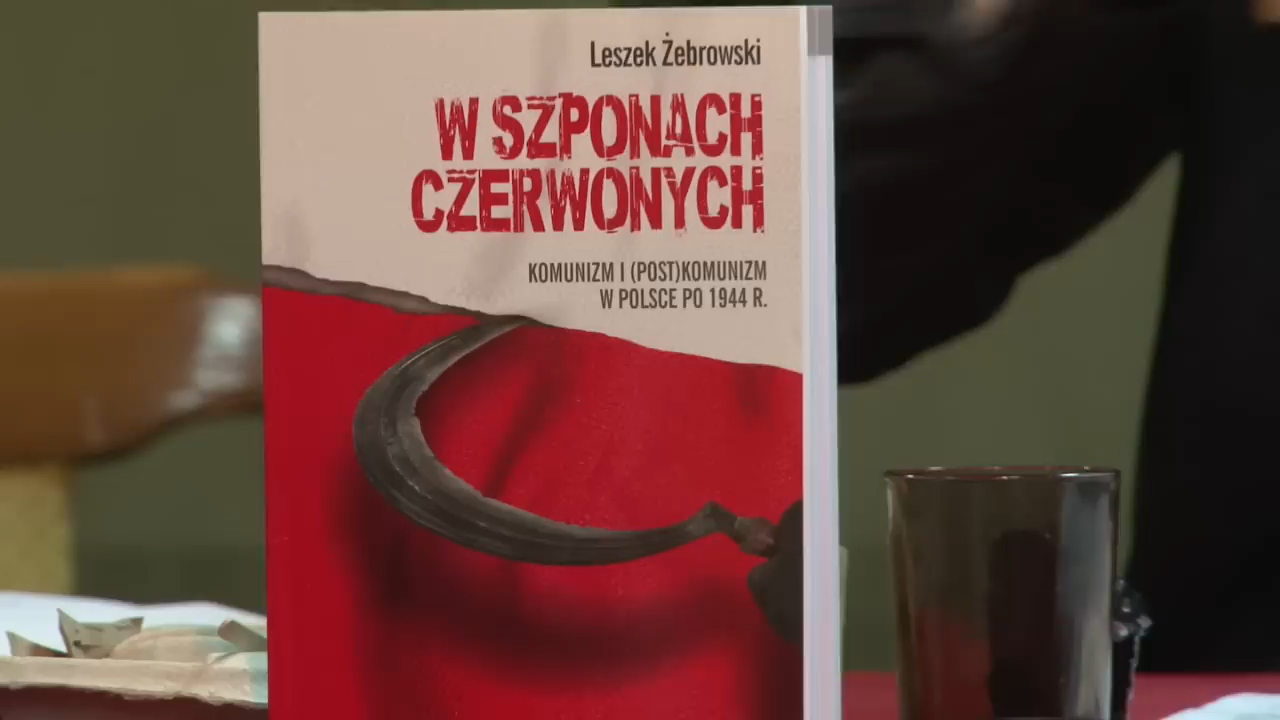 Leszek Żebrowski
W SZPONACH
CZERWONYCH
KOMUNIZM I (POST)KOMUNIZM
W POLSCE PO 1944 R.